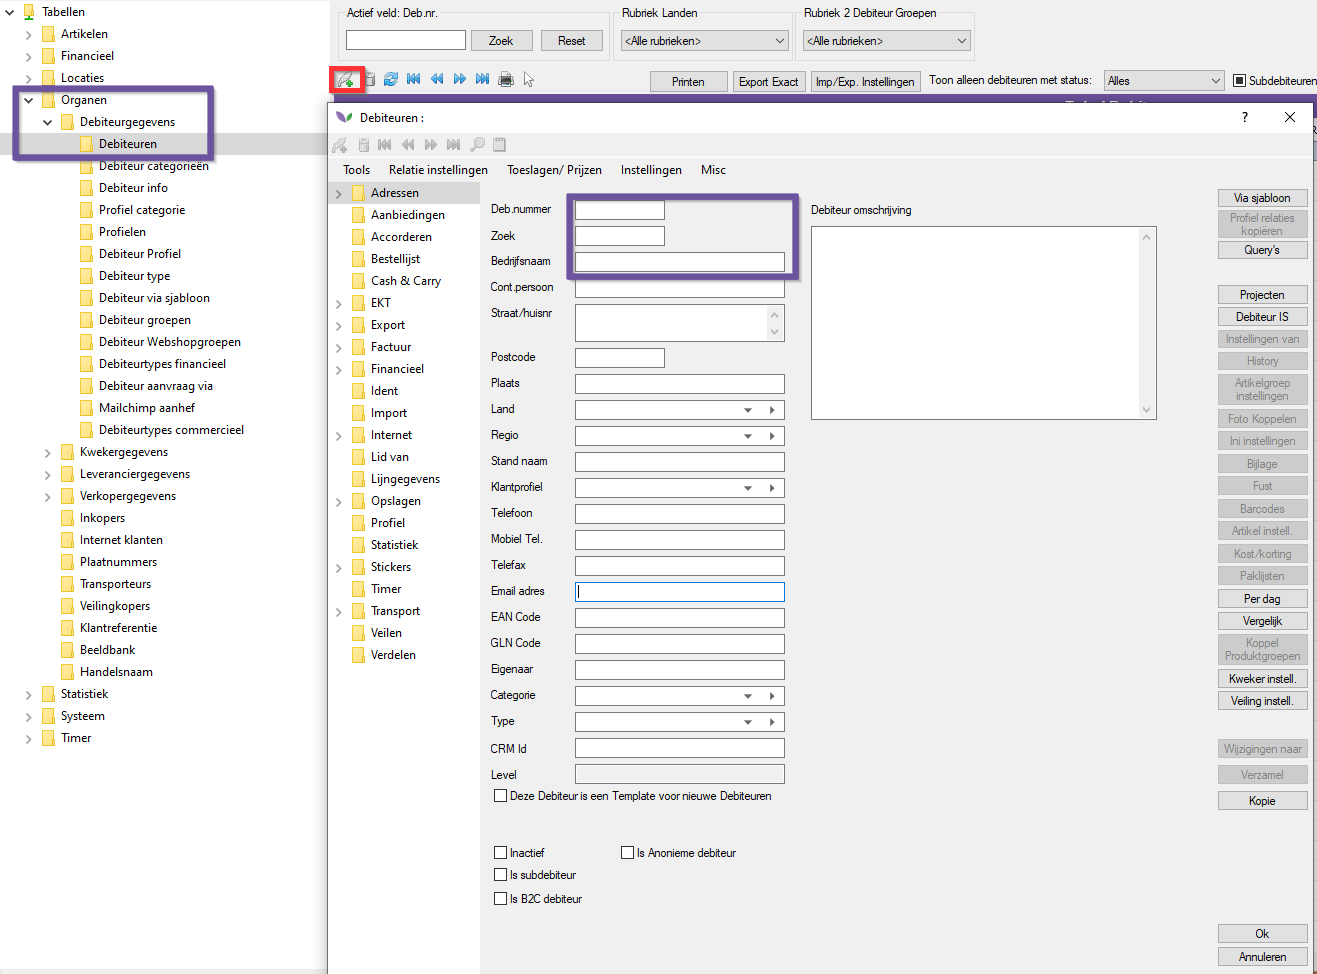 Tabellen
Artikelen
Financieel
Locaties
Organen
Debiteurgegevens
Debiteuren
Debiteur categorieën
Debiteur info
Profiel categorie
Profielen
Debiteur Profiel
Debiteur type
Debiteur via sjabloon
Debiteur groepen
Debiteur Webshopgroepen
Debiteurtypes financieel
Debiteur aanvraag via
Mailchimp aanhef
Debiteurtypes commercieel
Kwekergegevens
Leveranciergegevens
Verkopergegevens
Inkopers
Internet klanten
Plaatnummers
Transporteurs
Veilingkopers
Klantreferentie
Beeldbank
Handelsnaam
Statistiek
Systeem
Timer
Actief veld: Deb.nr.
Zoek
Reset
Rubriek Landen
<Alle rubrieken>
Rubriek 2 Debiteur Groepen
<Alle rubrieken>
Printen
Export Exact
Imp/Exp. Instellingen
Toon alleen debiteuren met status:
Alles
Subdebiteuren
Debiteuren :
?
Tools
Relatie instellingen
Toeslagen/ Prijzen
Instellingen
Misc
Adressen
Aanbiedingen
Accorderen
Bestellijst
Cash & Carry
EKT
Export
Factuur
Financieel
Ident
Import
Internet
Lid van
Lijngegevens
Opslagen
Profiel
Statistiek
Stickers
Timer
Transport
Veilen
Verdelen
Deb.nummer
Zoek
Bedrijfsnaam
Cont.persoon
Straat/huisnr
Postcode
Plaats
Land
Regio
Stand naam
Klantprofiel
Telefoon
Mobiel Tel.
Telefax
Email adres
EAN Code
GLN Code
Eigenaar
Categorie
Type
CRM Id
Level
Deze Debiteur is een Template voor nieuwe Debiteuren
Inactief
Is Anonieme debiteur
Is subdebiteur
Is B2C debiteur
Debiteur omschrijving
Via sjabloon
Profiel relaties
kopiëren
Query's
Projecten
Debiteur IS
Instellingen van
History
Artikelgroep
instellingen
Foto Koppelen
Ini instellingen
Bijlage
Fust
Barcodes
Artikel instell.
Kost/korting
Paklijsten
Per dag
Vergelijk
Koppel
Produktgroepen
Kweker instell.
Veiling instell.
Wijzigingen naar
Verzamel
Kopie
Ok
Annuleren